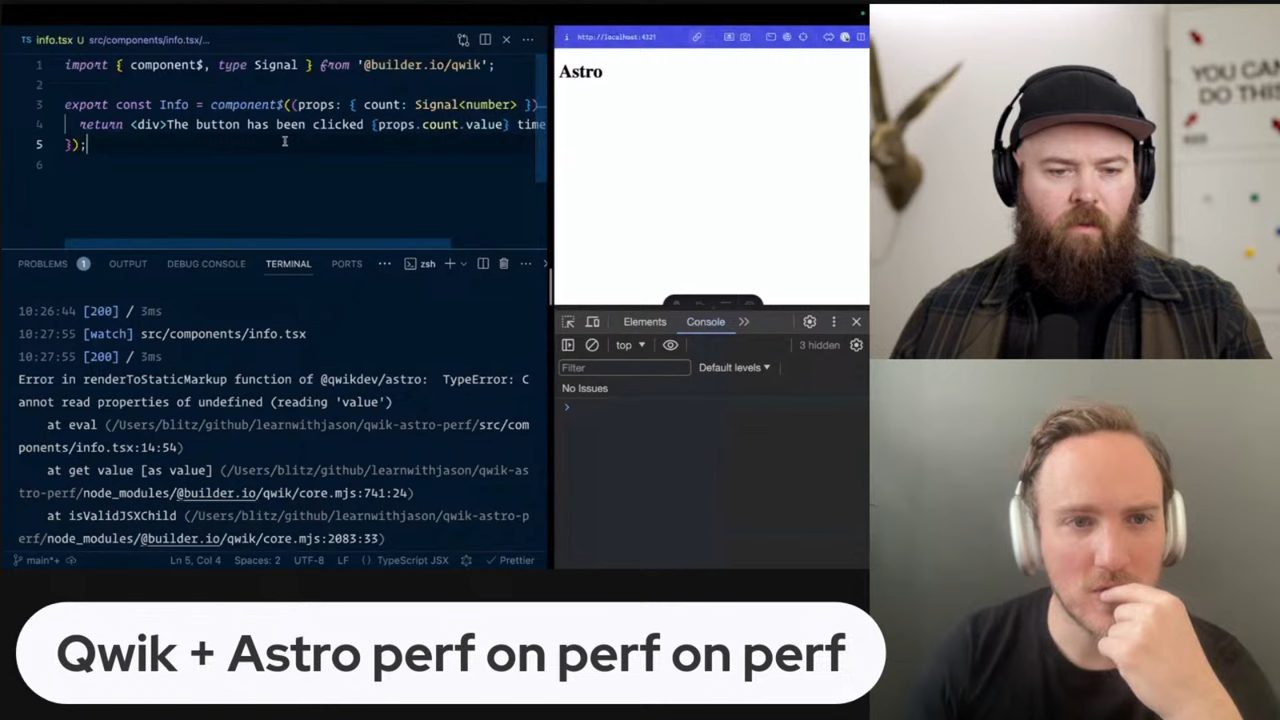 TS info.tsx U src/components/info.tsx/...
1 import { component$, type Signal } from '@builder.io/qwik';
2
3 export const Info = component$((props: { count: Signal<number> })
4 return <div>The button has been clicked {props.count.value} time
5 });
6
PROBLEMS 1 OUTPUT DEBUG CONSOLE TERMINAL PORTS ... zsh
10:26:44 [200] / 3ms
10:27:55 [watch] src/components/info.tsx
10:27:55 [200] / 3ms
Error in renderToStaticMarkup function of @qwikdev/astro: TypeError: C
annot read properties of undefined (reading 'value')
at eval (/Users/blitz/github/learnwithjason/qwik-astro-perf/src/com
ponents/info.tsx:14:54)
at get value [as value] (/Users/blitz/github/learnwithjason/qwik-as
tro-perf/node_modules/@builder.io/qwik/core.mjs:741:24)
at isValidJSXChild (/Users/blitz/github/learnwithjason/qwik-astro-p
erf/node_modules/@builder.io/qwik/core.mjs:2083:33)
main*+ Ln 5, Col 4 Spaces: 2 UTF-8 LF {} TypeScript JSX Prettier
http://localhost:4321
Astro
Elements Console
top 3 hidden
Filter Default levels
No Issues
YOU CAN
DO THIS
Qwik + Astro perf on perf on perf